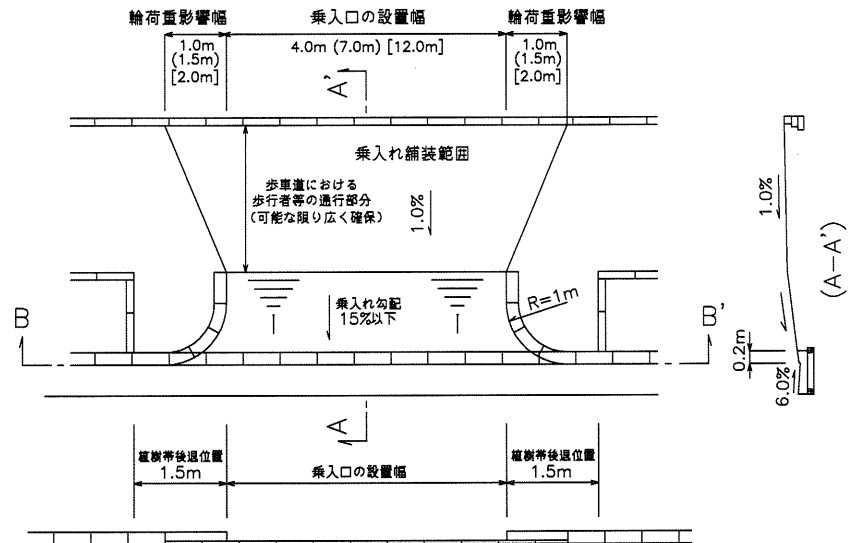 輪荷重影響幅 乗入口の設置幅 輪荷重影響幅
1.0m 4.0m (7.0m) [12.0m] 1.0m
(1.5m) (1.5m)
[2.0m] [2.0m]
A'
乗入れ舗装範囲
歩車道における
歩行者等の通行部分
(可能な限り広く確保)
1.0%
1.0%
(A-A')
R=1m
乗入れ勾配
15%以下
B B'
0.2m
6.0%
A
植樹帯後退位置 植樹帯後退位置
1.5m 乗入口の設置幅 1.5m